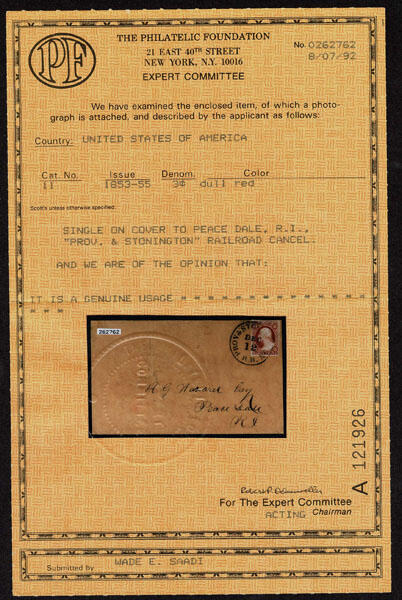 PF
THE PHILATELIC FOUNDATION
21 EAST 40TH STREET
NEW YORK, N.Y. 10016
EXPERT COMMITTEE
No. 0262762
8/07/92
We have examined the enclosed item, of which a photo-
graph is attached, and described by the applicant as follows:
Country: UNITED STATES OF AMERICA
Cat. No. Issue Denom. Color
11 1853-55 3¢ dull red
Scott's unless otherwise specified.
SINGLE ON COVER TO PEACE DALE, R.I.,
"PROV. & STONINGTON" RAILROAD CANCEL.
AND WE ARE OF THE OPINION THAT:
IT IS A GENUINE USAGE
262762
12
Peace Dale
R I
A 121926
For The Expert Committee
ACTING Chairman
Submitted by WADE E. SAADI